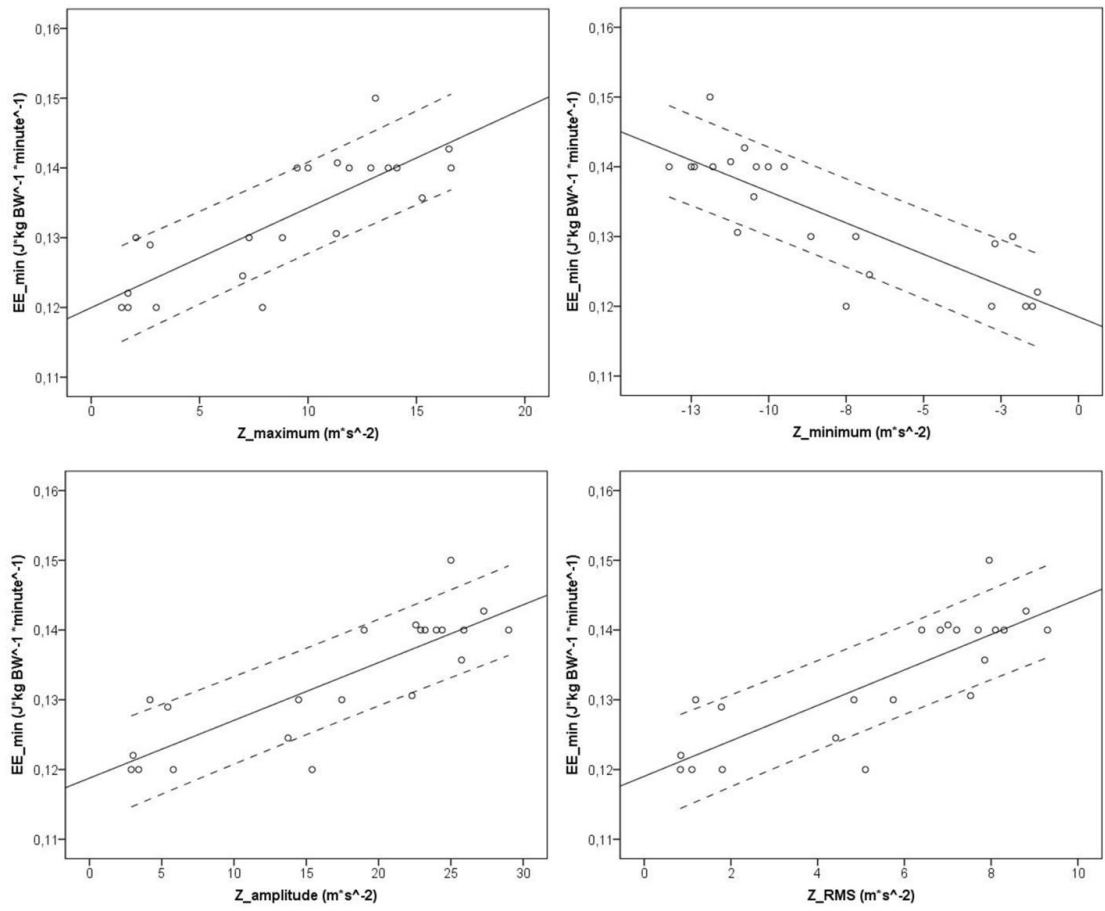 0,16
0,15
0,14
0,13
0,12
0,11
EE_min (J*kg BW^-1 *minute^-1)
0 5 10 15 20
Z_maximum (m*s^-2)
0,16
0,15
0,14
0,13
0,12
0,11
EE_min (J*kg BW^-1 *minute^-1)
-13 -10 -8 -5 -3 0
Z_minimum (m*s^-2)
0,16
0,15
0,14
0,13
0,12
0,11
EE_min (J*kg BW^-1 *minute^-1)
0 5 10 15 20 25 30
Z_amplitude (m*s^-2)
0,16
0,15
0,14
0,13
0,12
0,11
EE_min (J*kg BW^-1 *minute^-1)
0 2 4 6 8 10
Z_RMS (m*s^-2)